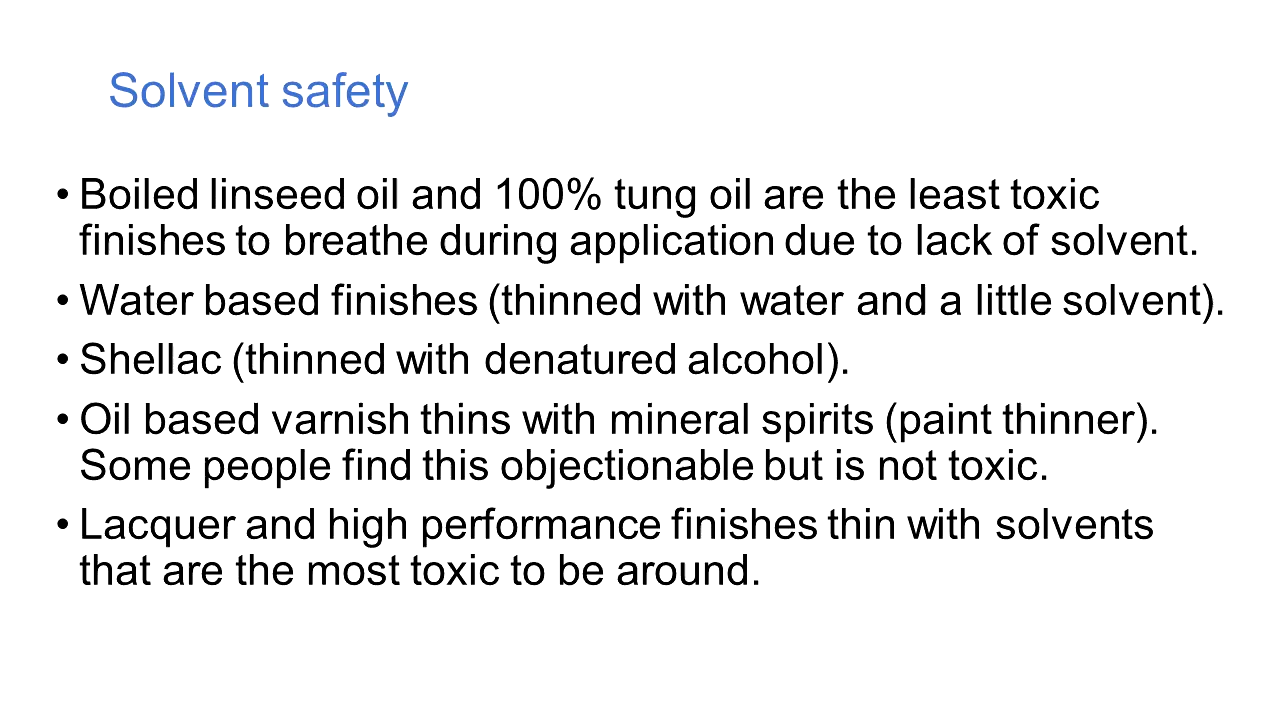 Solvent safety
• Boiled linseed oil and 100% tung oil are the least toxic
finishes to breathe during application due to lack of solvent.
• Water based finishes (thinned with water and a little solvent).
• Shellac (thinned with denatured alcohol).
• Oil based varnish thins with mineral spirits (paint thinner).
Some people find this objectionable but is not toxic.
• Lacquer and high performance finishes thin with solvents
that are the most toxic to be around.